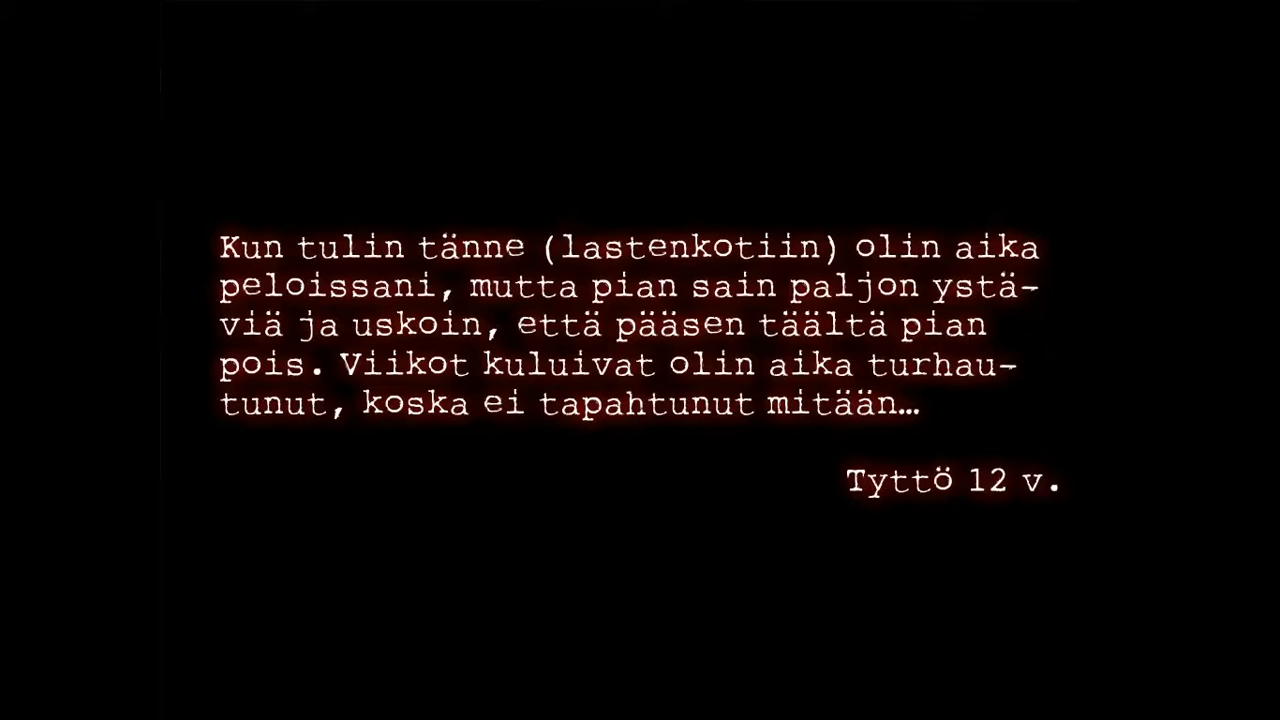 Kun tulin tänne (lastenkotiin) olin aika
peloissani, mutta pian sain paljon ystä-
viä ja uskoin, että pääsen täältä pian
pois. Viikot kuluivat olin aika turhau-
tunut, koska ei tapahtunut mitään…
Tyttö 12 v.